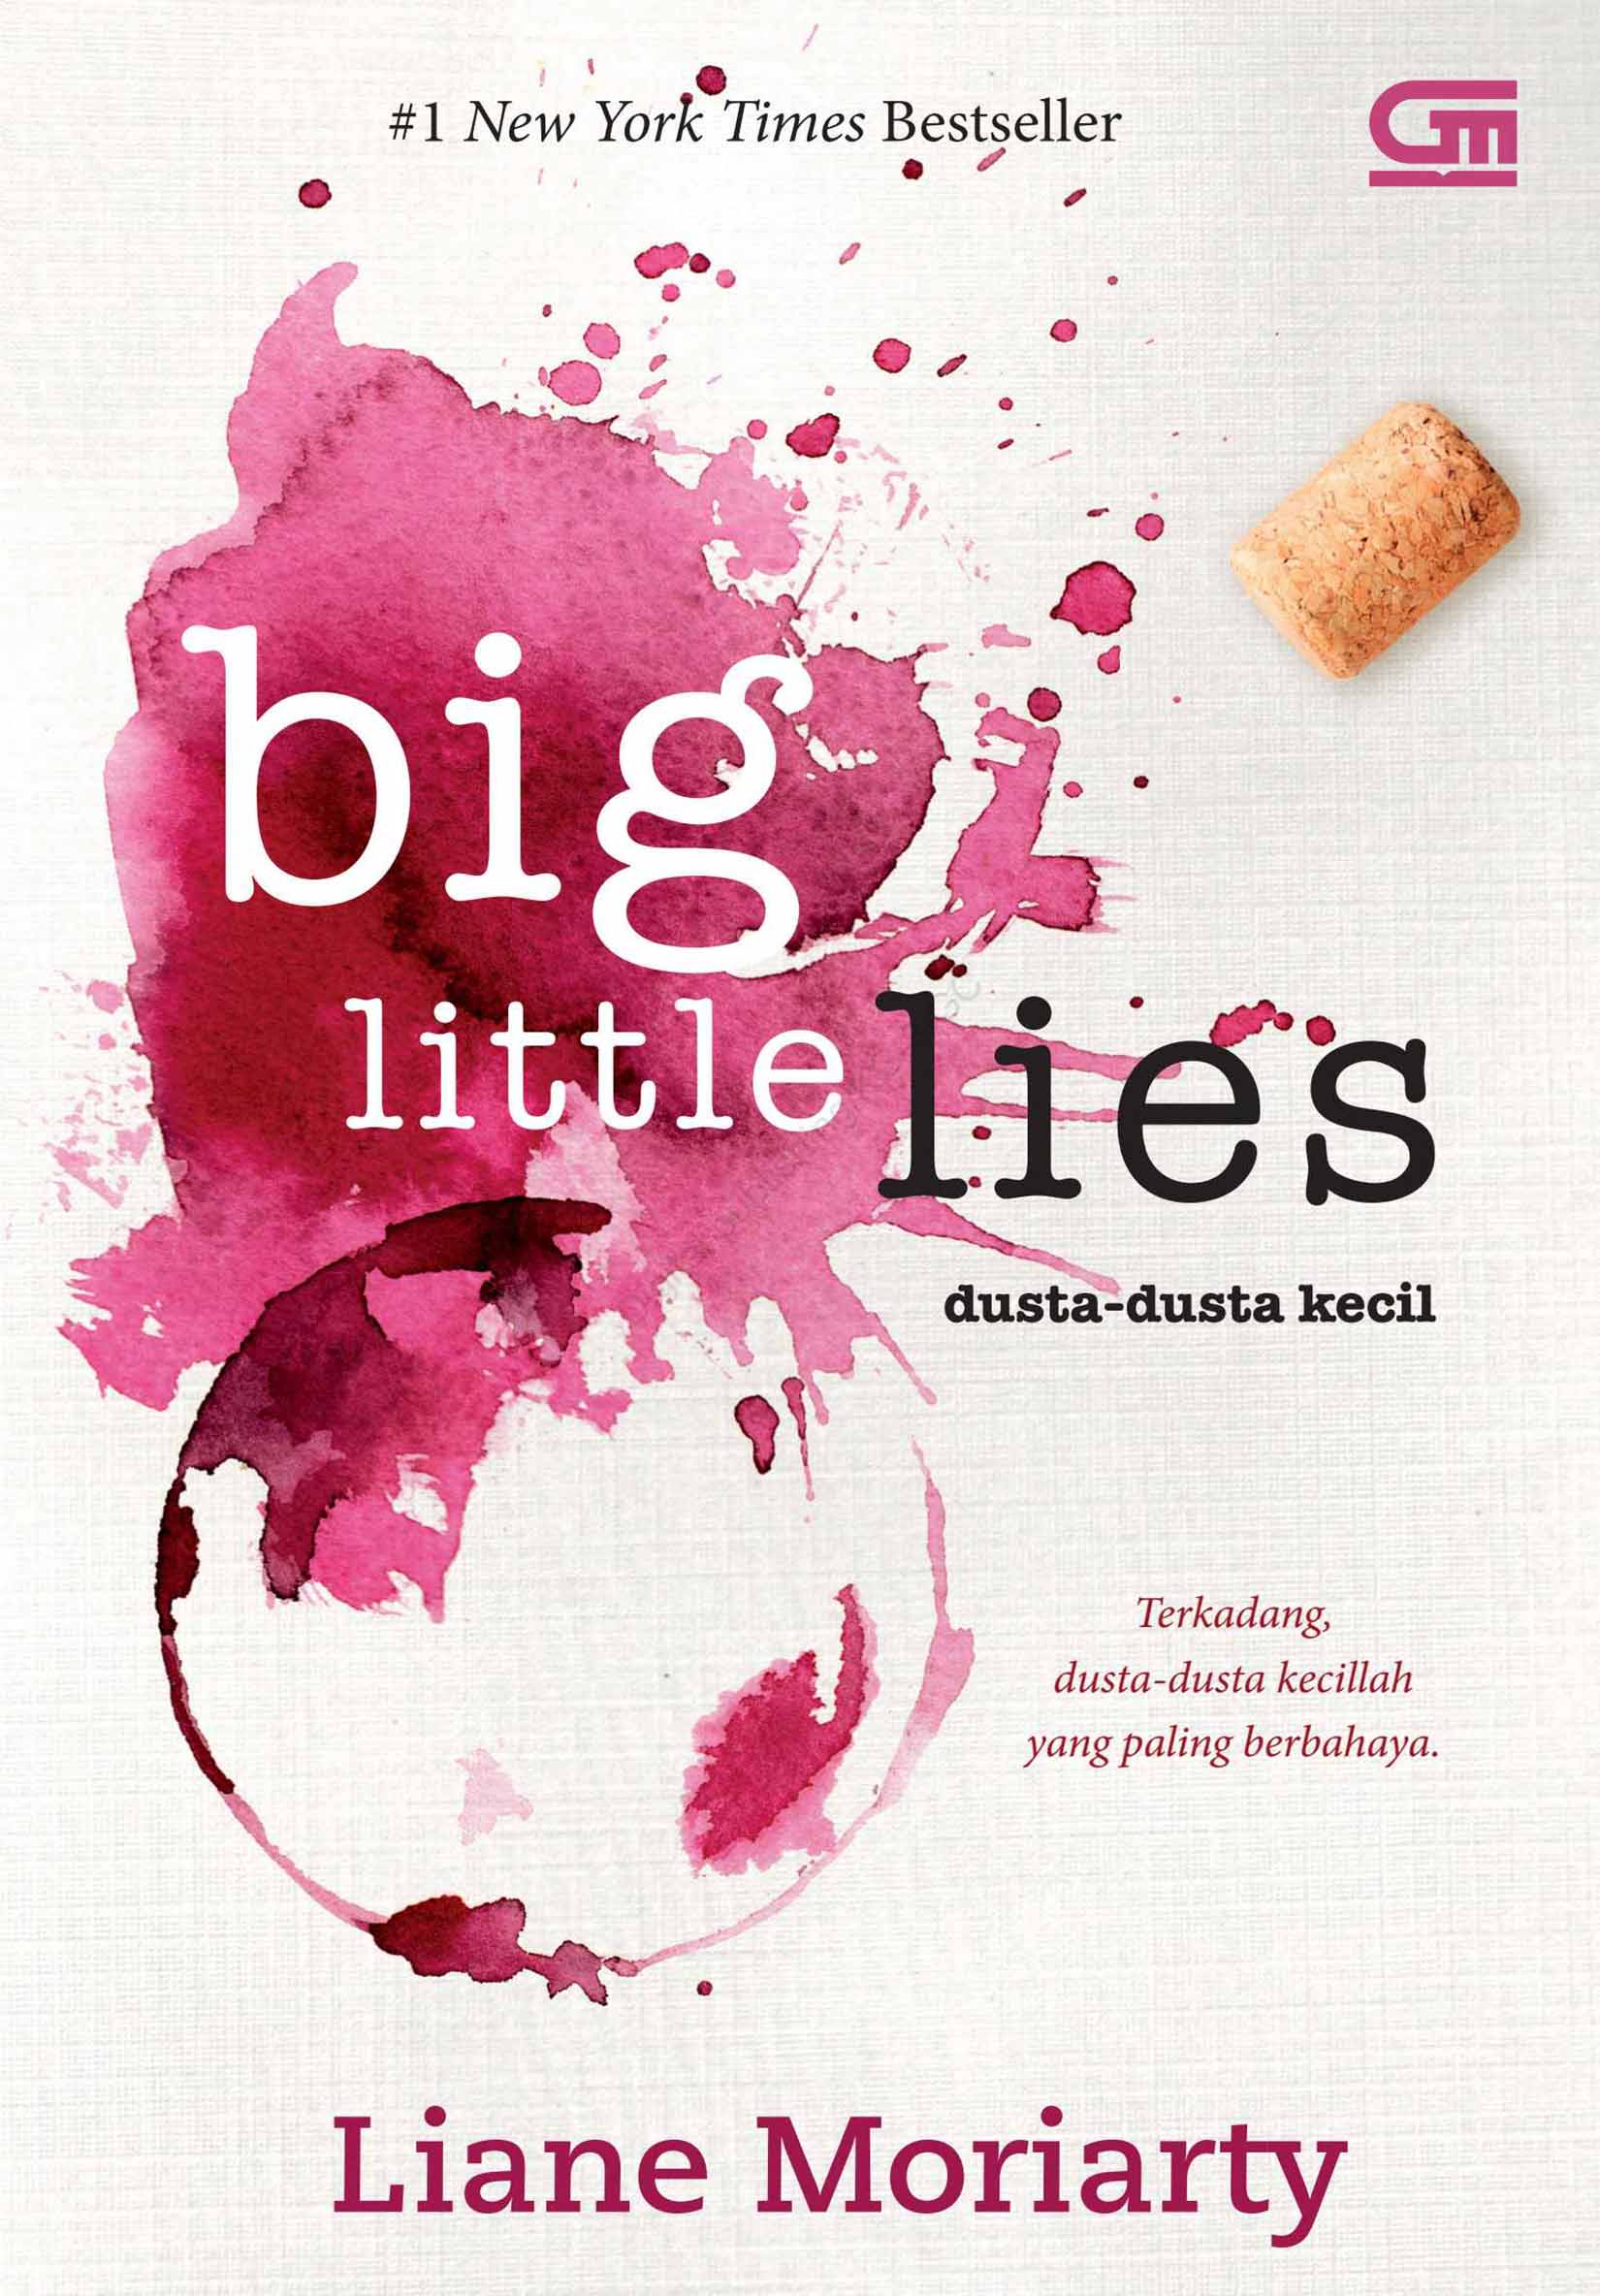 #1 New York Times Bestseller
GM
big
little lies
dusta-dusta kecil
Terkadang,
dusta-dusta kecillah
yang paling berbahaya.
Liane Moriarty